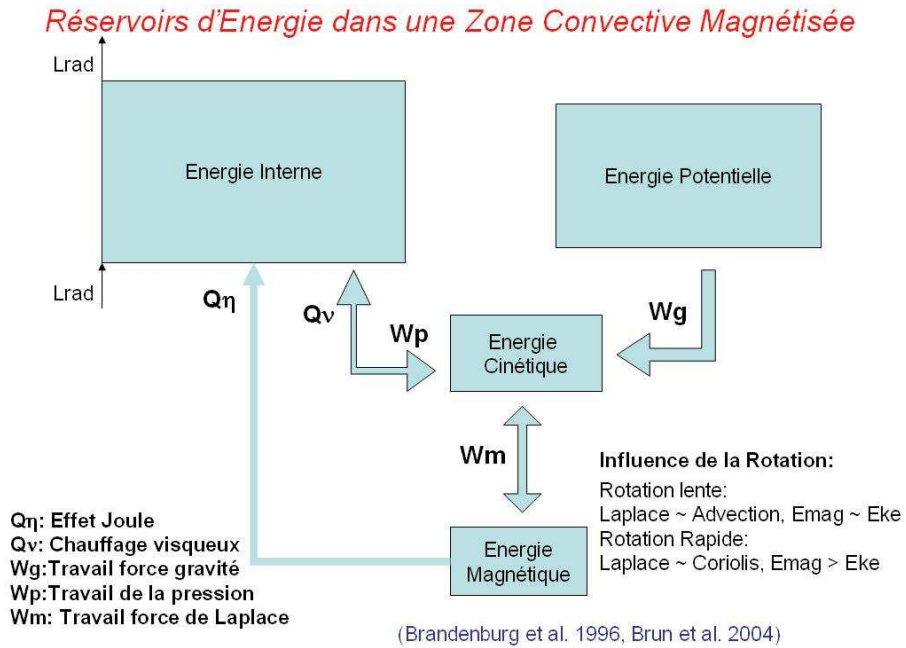 Réservoirs d'Energie dans une Zone Convective Magnétisée
Lrad
Energie Interne
Energie Potentielle
Lrad
Qη
Qν
Wp
Wg
Energie
Cinétique
Wm
Energie
Magnétique
Influence de la Rotation:
Rotation lente:
Laplace ~ Advection, Emag ~ Eke
Rotation Rapide:
Laplace ~ Coriolis, Emag > Eke
Qη: Effet Joule
Qν: Chauffage visqueux
Wg:Travail force gravité
Wp:Travail de la pression
Wm: Travail force de Laplace
(Brandenburg et al. 1996, Brun et al. 2004)